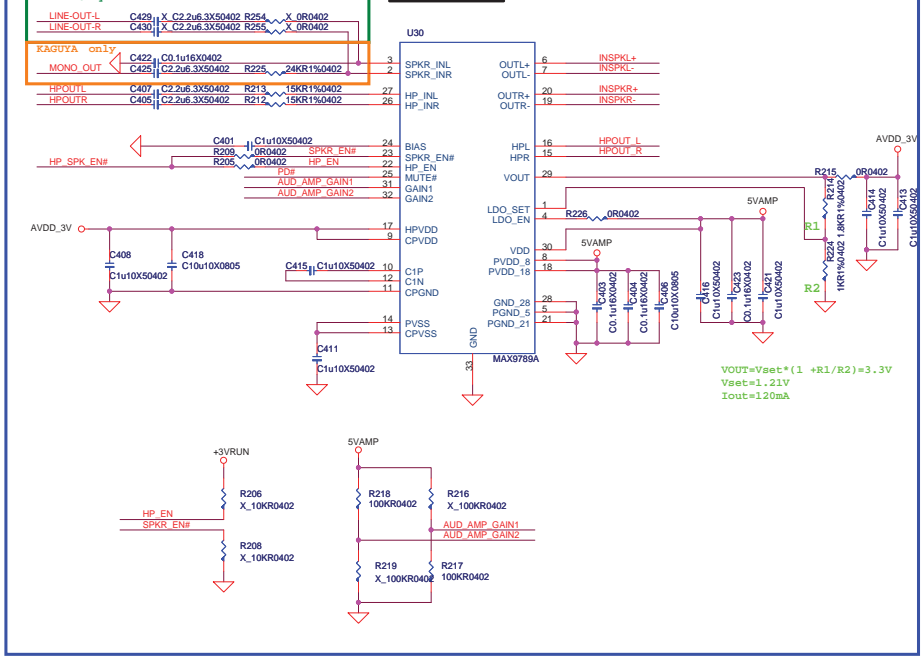 LINE-OUT-L C429 X_C2.2u6.3X50402 R254 X_0R0402
LINE-OUT-R C430 X_C2.2u6.3X50402 R255 X_0R0402
KAGUYA only
C422 C0.1u16X0402
MONO_OUT C425 C2.2u6.3X50402 R225 24KR1%0402
HPOUTL C407 C2.2u6.3X50402 R213 15KR1%0402
HPOUTR C405 C2.2u6.3X50402 R212 15KR1%0402
C401 C1u10X50402
R209 0R0402 SPKR_EN#
HP_SPK_EN# R205 0R0402 HP_EN
PD#
AUD_AMP_GAIN1
AUD_AMP_GAIN2
AVDD_3V
C408
C1u10X50402
C418
C10u10X0805
C415 C1u10X50402
C411
C1u10X50402
U30
3 SPKR_INL
2 SPKR_INR
27 HP_INL
26 HP_INR
24 BIAS
23 SPKR_EN#
22 HP_EN
25 MUTE#
31 GAIN1
32 GAIN2
17 HPVDD
9 CPVDD
10 C1P
12 C1N
11 CPGND
14 PVSS
13 CPVSS
OUTL+ 6 INSPKL+
OUTL- 7 INSPKL-
OUTR+ 20 INSPKR+
OUTR- 19 INSPKR-
HPL 16 HPOUT_L
HPR 15 HPOUT_R
VOUT 29
LDO_SET 1
LDO_EN 4
VDD 30
PVDD_8 8
PVDD_18 18
GND_28 28
PGND_5 5
PGND_21 21
GND
33
MAX9789A
R226 0R0402
5VAMP
5VAMP
C403
C0.1u16X0402
C404
C0.1u16X0402
C406
C10u10X0805
C416
C1u10X50402
C423
C0.1u16X0402
C421
C1u10X50402
R215 0R0402
AVDD_3V
R214
1.8KR1%0402
R1
R224
1KR1%0402
R2
C414
C1u10X50402
C413
C1u10X50402
VOUT=Vset*(1 +R1/R2)=3.3V
Vset=1.21V
Iout=120mA
+3VRUN
R206
X_10KR0402
HP_EN
SPKR_EN#
R208
X_10KR0402
5VAMP
R218
100KR0402
R216
X_100KR0402
AUD_AMP_GAIN1
AUD_AMP_GAIN2
R219
X_100KR0402
R217
100KR0402